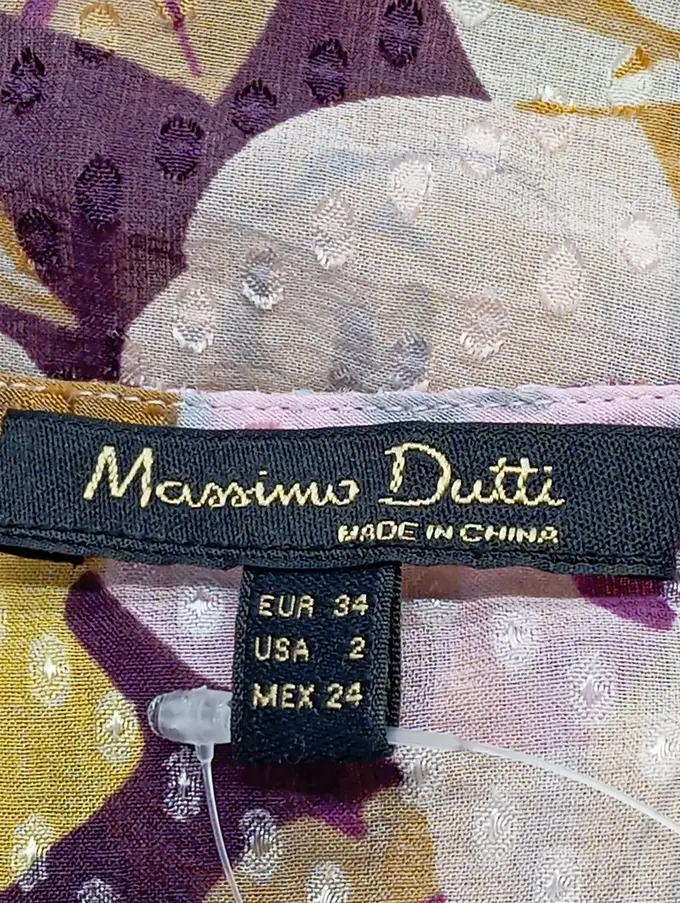 Massimo Dutti
MADE IN CHINA
EUR 34
USA 2
MEX 24